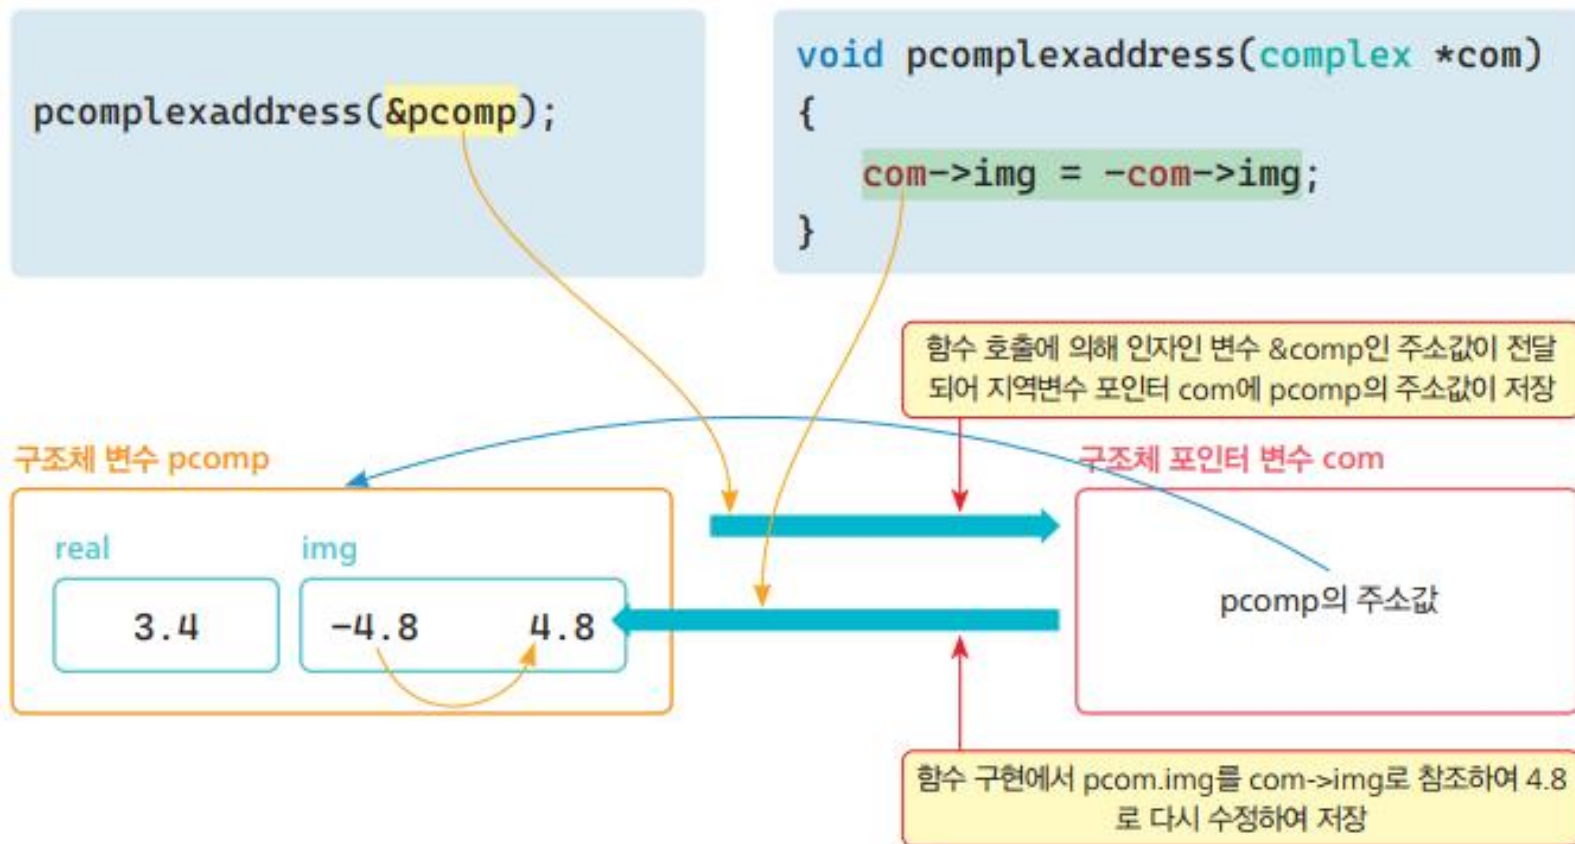 pcomplexaddress(&pcomp);
void pcomplexaddress(complex *com)
{
com->img = -com->img;
}
함수 호출에 의해 인자인 변수 &comp인 주소값이 전달
되어 지역변수 포인터 com에 pcomp의 주소값이 저장
구조체 변수 pcomp
구조체 포인터 변수 com
real
img
3.4
-4.8 4.8
pcomp의 주소값
함수 구현에서 pcom.img를 com->img로 참조하여 4.8
로 다시 수정하여 저장